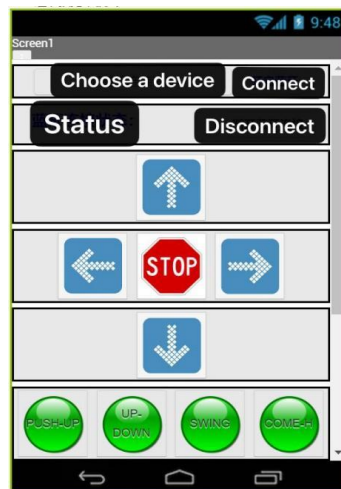 9:48
Screen1
Choose a device
Connect
Status
Disconnect
STOP
PUSH-UP
UP-
DOWN
SWING
COME-H